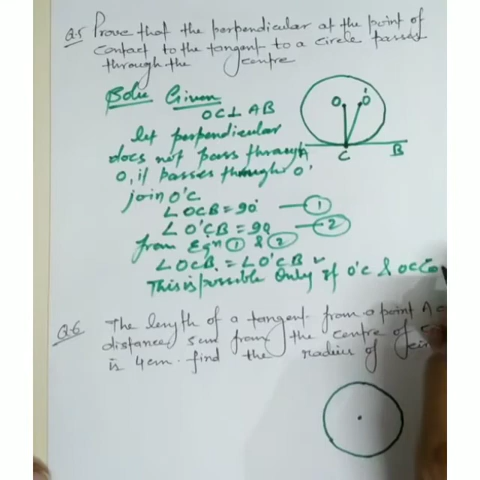 Q.5 Prove that the perpendicular at the point of
contact to the tangent to a circle passes
through the centre
Solu Given
OC ⊥ AB
let perpendicular
does not pass through
O, it passes through O'
join O'C
∠OCB = 90° — ①
∠O'CB = 90 — ②
from Eqn ① & ②
∠OCB = ∠O'CB
This is possible Only if O'C & OC Co
O O'
A C B
Q.6 The length of a tangent from a point A
distance 5cm from the centre of
is 4cm. find the radius of